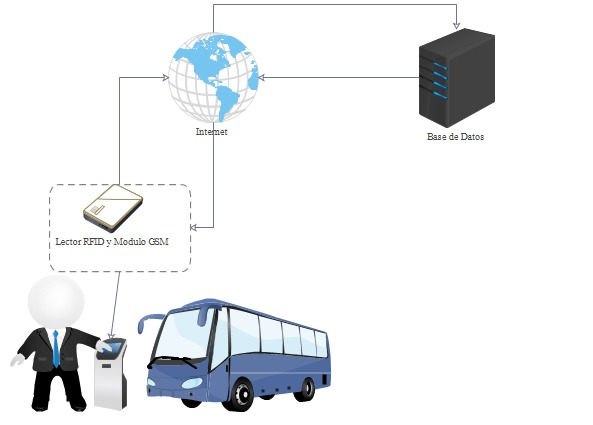 Internet
Base de Datos
Lector RFID y Modulo GSM